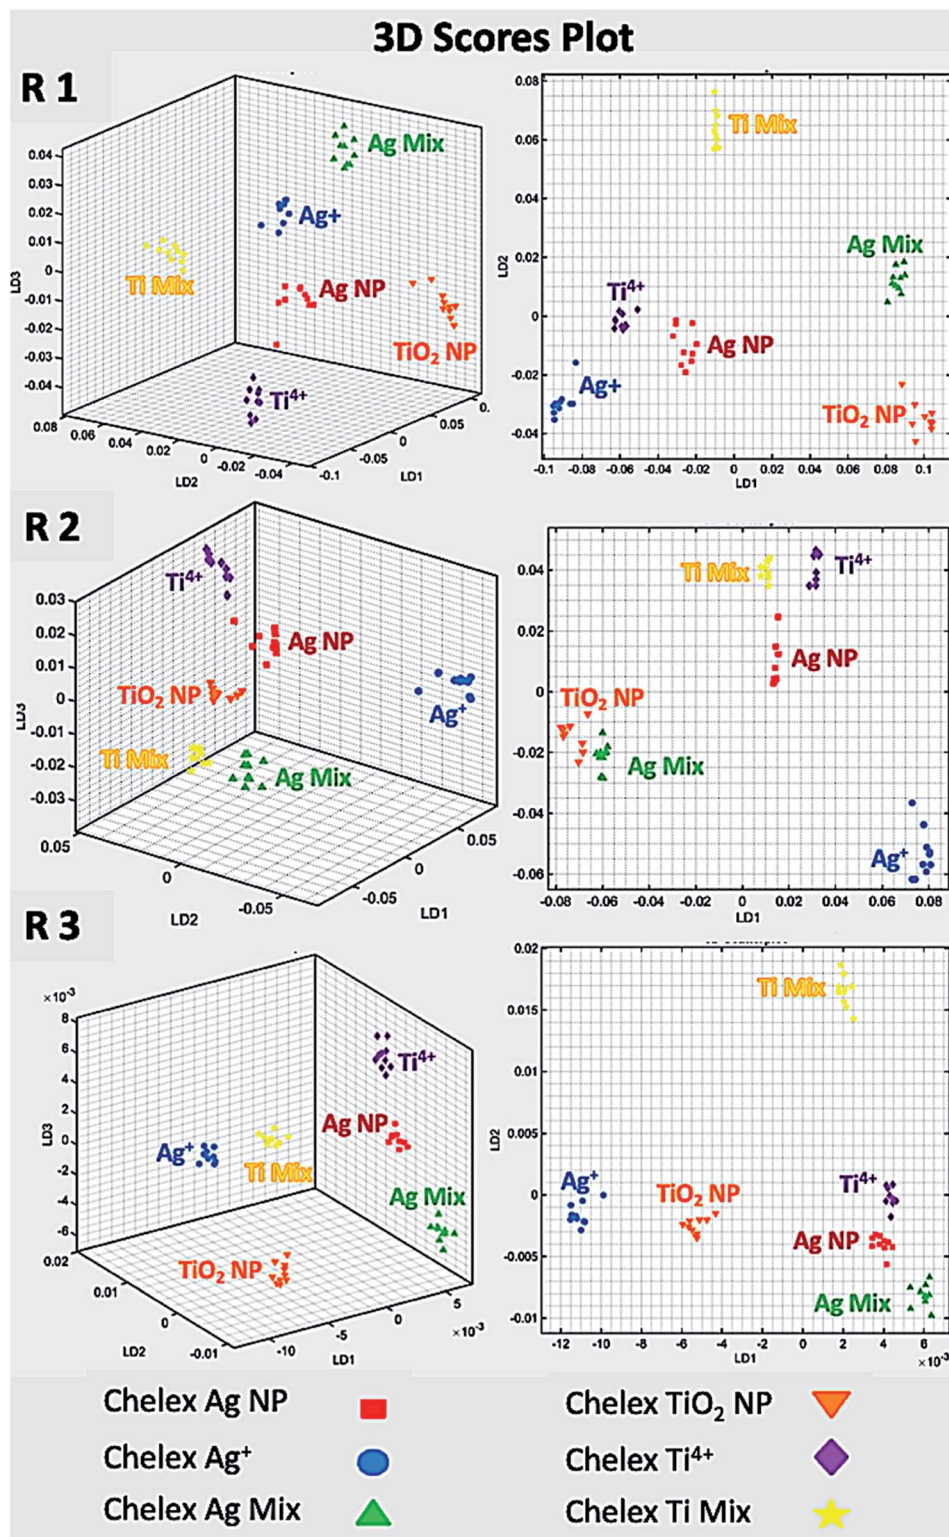 3D Scores Plot
R 1
0.04
0.03
0.02
0.01
0
-0.01
-0.02
-0.03
-0.04
LD3
0.08
0.06
0.04
0.02
0
-0.02
-0.04
LD2
-0.1
-0.05
0
0.05
0.
LD1
Ag Mix
Ag+
Ti Mix
Ag NP
TiO₂ NP
Ti⁴⁺
0.08
0.06
0.04
0.02
0
-0.02
-0.04
LD2
-0.1
-0.08
-0.06
-0.04
-0.02
0
0.02
0.04
0.06
0.08
0.1
LD1
Ti Mix
Ag Mix
Ti⁴⁺
Ag NP
Ag+
TiO₂ NP
R 2
0.03
0.02
0.01
0
-0.01
-0.02
-0.03
LD3
0.05
0
-0.05
LD2
-0.05
0
0.05
LD1
Ti⁴⁺
Ag NP
TiO₂ NP
Ag⁺
Ti Mix
Ag Mix
0.04
0.02
0
-0.02
-0.04
-0.06
LD2
-0.08
-0.06
-0.04
-0.02
0
0.02
0.04
0.06
0.08
LD1
Ti Mix
Ti⁴⁺
Ag NP
TiO₂ NP
Ag Mix
Ag⁺
R 3
×10⁻³
8
6
4
2
0
-2
-4
-6
LD3
0.02
0.01
0
-0.01
LD2
-10
-5
0
5
×10⁻³
LD1
Ti⁴⁺
Ag NP
Ag⁺
Ti Mix
Ag Mix
TiO₂ NP
0.02
0.015
0.01
0.005
0
-0.005
-0.01
LD2
-12
-10
-8
-6
-4
-2
0
2
4
6
×10⁻³
LD1
Ti Mix
Ag⁺
TiO₂ NP
Ti⁴⁺
Ag NP
Ag Mix
Chelex Ag NP
Chelex TiO₂ NP
Chelex Ag⁺
Chelex Ti⁴⁺
Chelex Ag Mix
Chelex Ti Mix